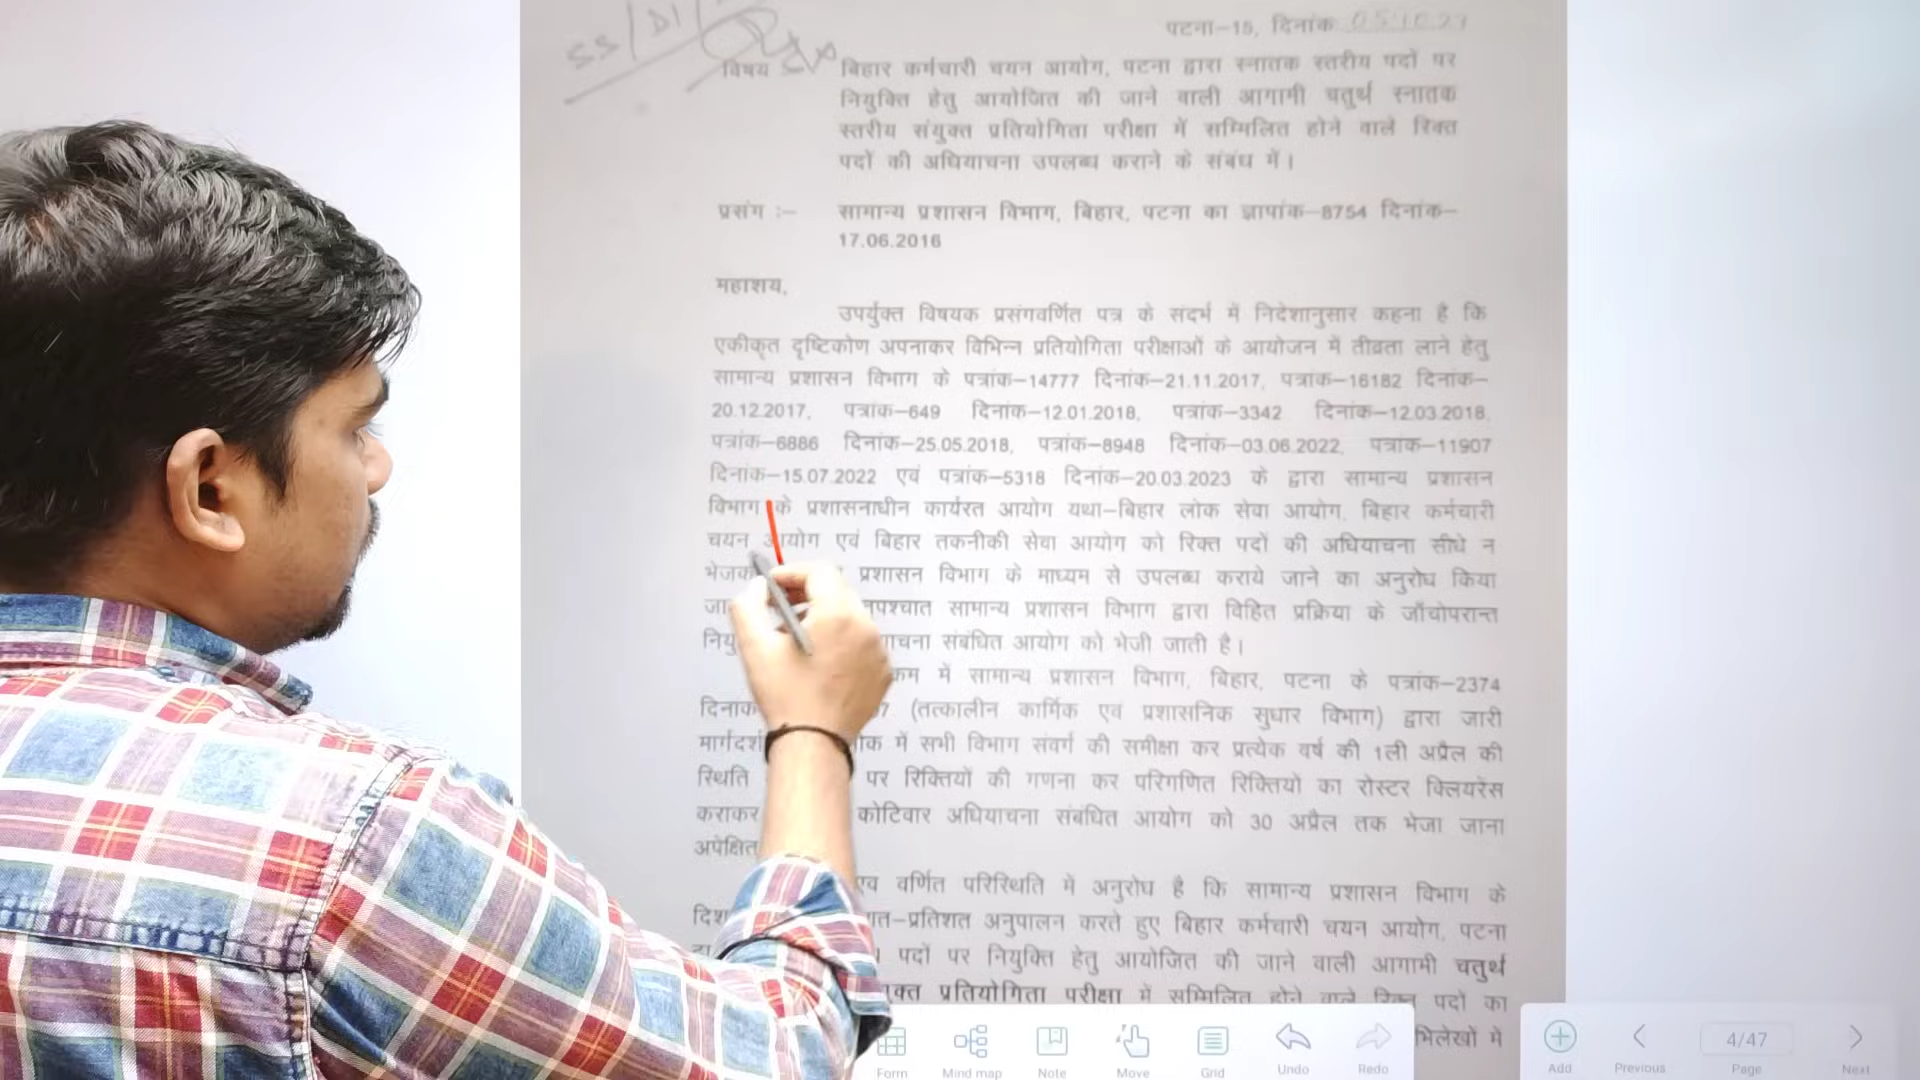 SS/DI/
पटना–15, दिनांक
विषय बिहार कर्मचारी चयन आयोग, पटना द्वारा स्नातक स्तरीय पदों पर
नियुक्ति हेतु आयोजित की जाने वाली आगामी चतुर्थ स्नातक
स्तरीय संयुक्त प्रतियोगिता परीक्षा में सम्मिलित होने वाले रिक्त
पदों की अधियाचना उपलब्ध कराने के संबंध में।
प्रसंग :– सामान्य प्रशासन विभाग, बिहार, पटना का ज्ञापांक–8754 दिनांक–
17.06.2016
महाशय,
उपर्युक्त विषयक प्रसंगवर्णित पत्र के संदर्भ में निदेशानुसार कहना है कि
एकीकृत दृष्टिकोण अपनाकर विभिन्न प्रतियोगिता परीक्षाओं के आयोजन में तीव्रता लाने हेतु
सामान्य प्रशासन विभाग के पत्रांक–14777 दिनांक–21.11.2017, पत्रांक–16182 दिनांक–
20.12.2017, पत्रांक–649 दिनांक–12.01.2018, पत्रांक–3342 दिनांक–12.03.2018,
पत्रांक–6886 दिनांक–25.05.2018, पत्रांक–8948 दिनांक–03.06.2022, पत्रांक–11907
दिनांक–15.07.2022 एवं पत्रांक–5318 दिनांक–20.03.2023 के द्वारा सामान्य प्रशासन
विभाग के प्रशासनाधीन कार्यरत आयोग यथा–बिहार लोक सेवा आयोग, बिहार कर्मचारी
चयन आयोग एवं बिहार तकनीकी सेवा आयोग को रिक्त पदों की अधियाचना सीधे न
प्रशासन विभाग के माध्यम से उपलब्ध कराये जाने का अनुरोध किया
सामान्य प्रशासन विभाग द्वारा विहित प्रक्रिया के जाँचोपरान्त
संबंधित आयोग को भेजी जाती है।
में सामान्य प्रशासन विभाग, बिहार, पटना के पत्रांक–2374
(तत्कालीन कार्मिक एवं प्रशासनिक सुधार विभाग) द्वारा जारी
में सभी विभाग संवर्ग की समीक्षा कर प्रत्येक वर्ष की 1ली अप्रैल की
स्थिति पर रिक्तियों की गणना कर परिगणित रिक्तियो का रोस्टर क्लियरेंस
कराकर कोटिवार अधियाचना संबंधित आयोग को 30 अप्रैल तक भेजा जाना
अपेक्षित
वर्णित परिस्थिति में अनुरोध है कि सामान्य प्रशासन विभाग के
अनुपालन करते हुए बिहार कर्मचारी चयन आयोग, पटना
पदों पर नियुक्ति हेतु आयोजित की जाने वाली आगामी चतुर्थ
प्रतियोगिता परीक्षा में सम्मिलित होने वाले रिक्त पदों का
Form Mind map Note Move Grid Undo Redo Add Previous 4/47 Page Next